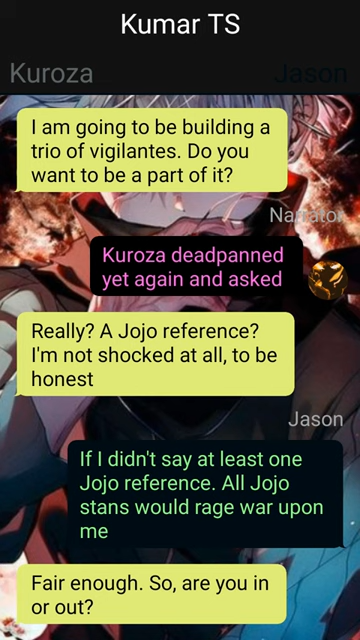 Kumar TS
Kuroza
Jason
I am going to be building a
trio of vigilantes. Do you
want to be a part of it?
Narrator
Kuroza deadpanned
yet again and asked
Really? A Jojo reference?
I'm not shocked at all, to be
honest
Jason
If I didn't say at least one
Jojo reference. All Jojo
stans would rage war upon
me
Fair enough. So, are you in
or out?